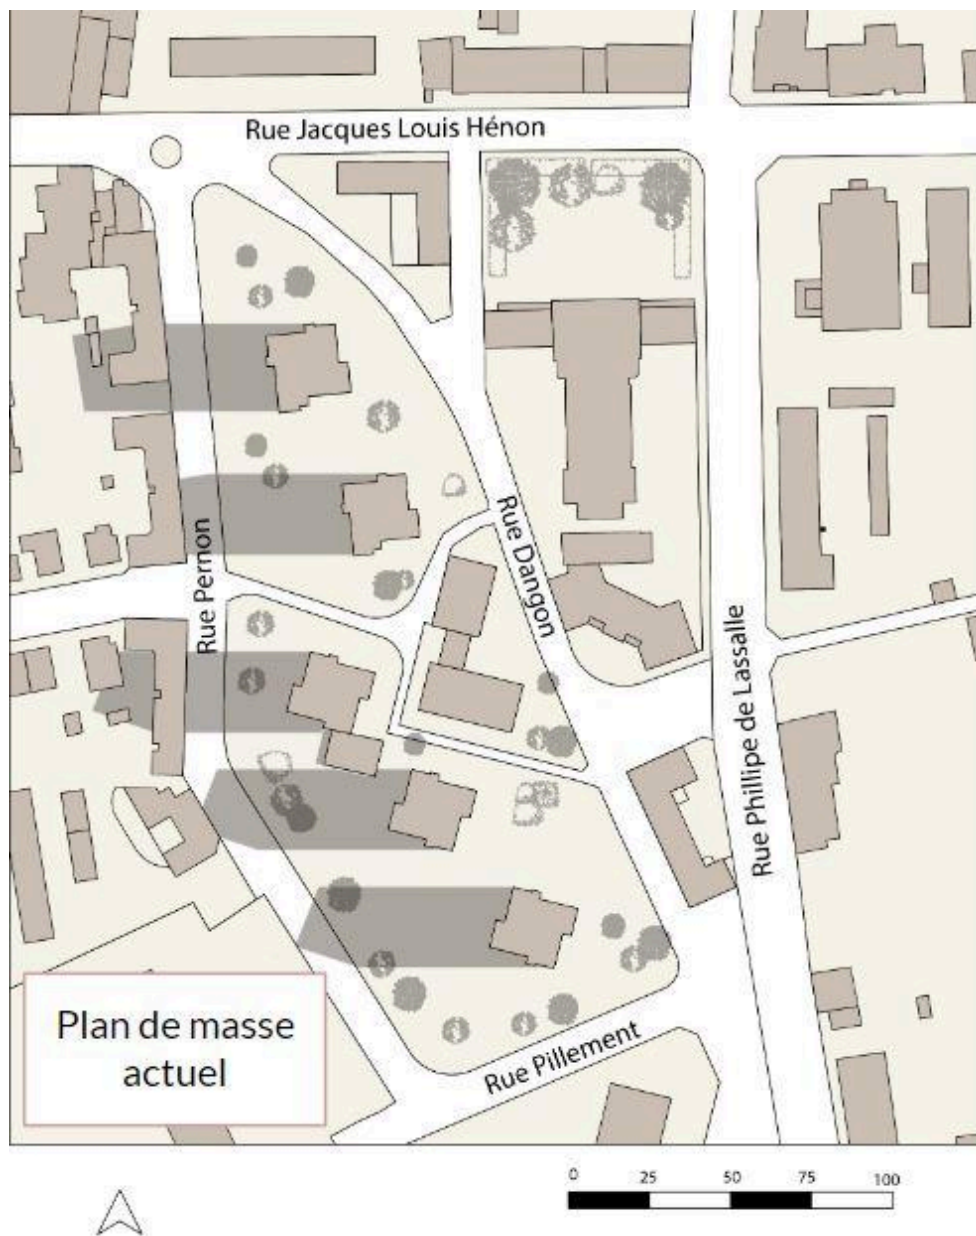 Rue Jacques Louis Hénon
Rue Pernon
Rue Dangon
Rue Phillipe de Lassalle
Rue Pillement
Plan de masse
actuel
0 25 50 75 100